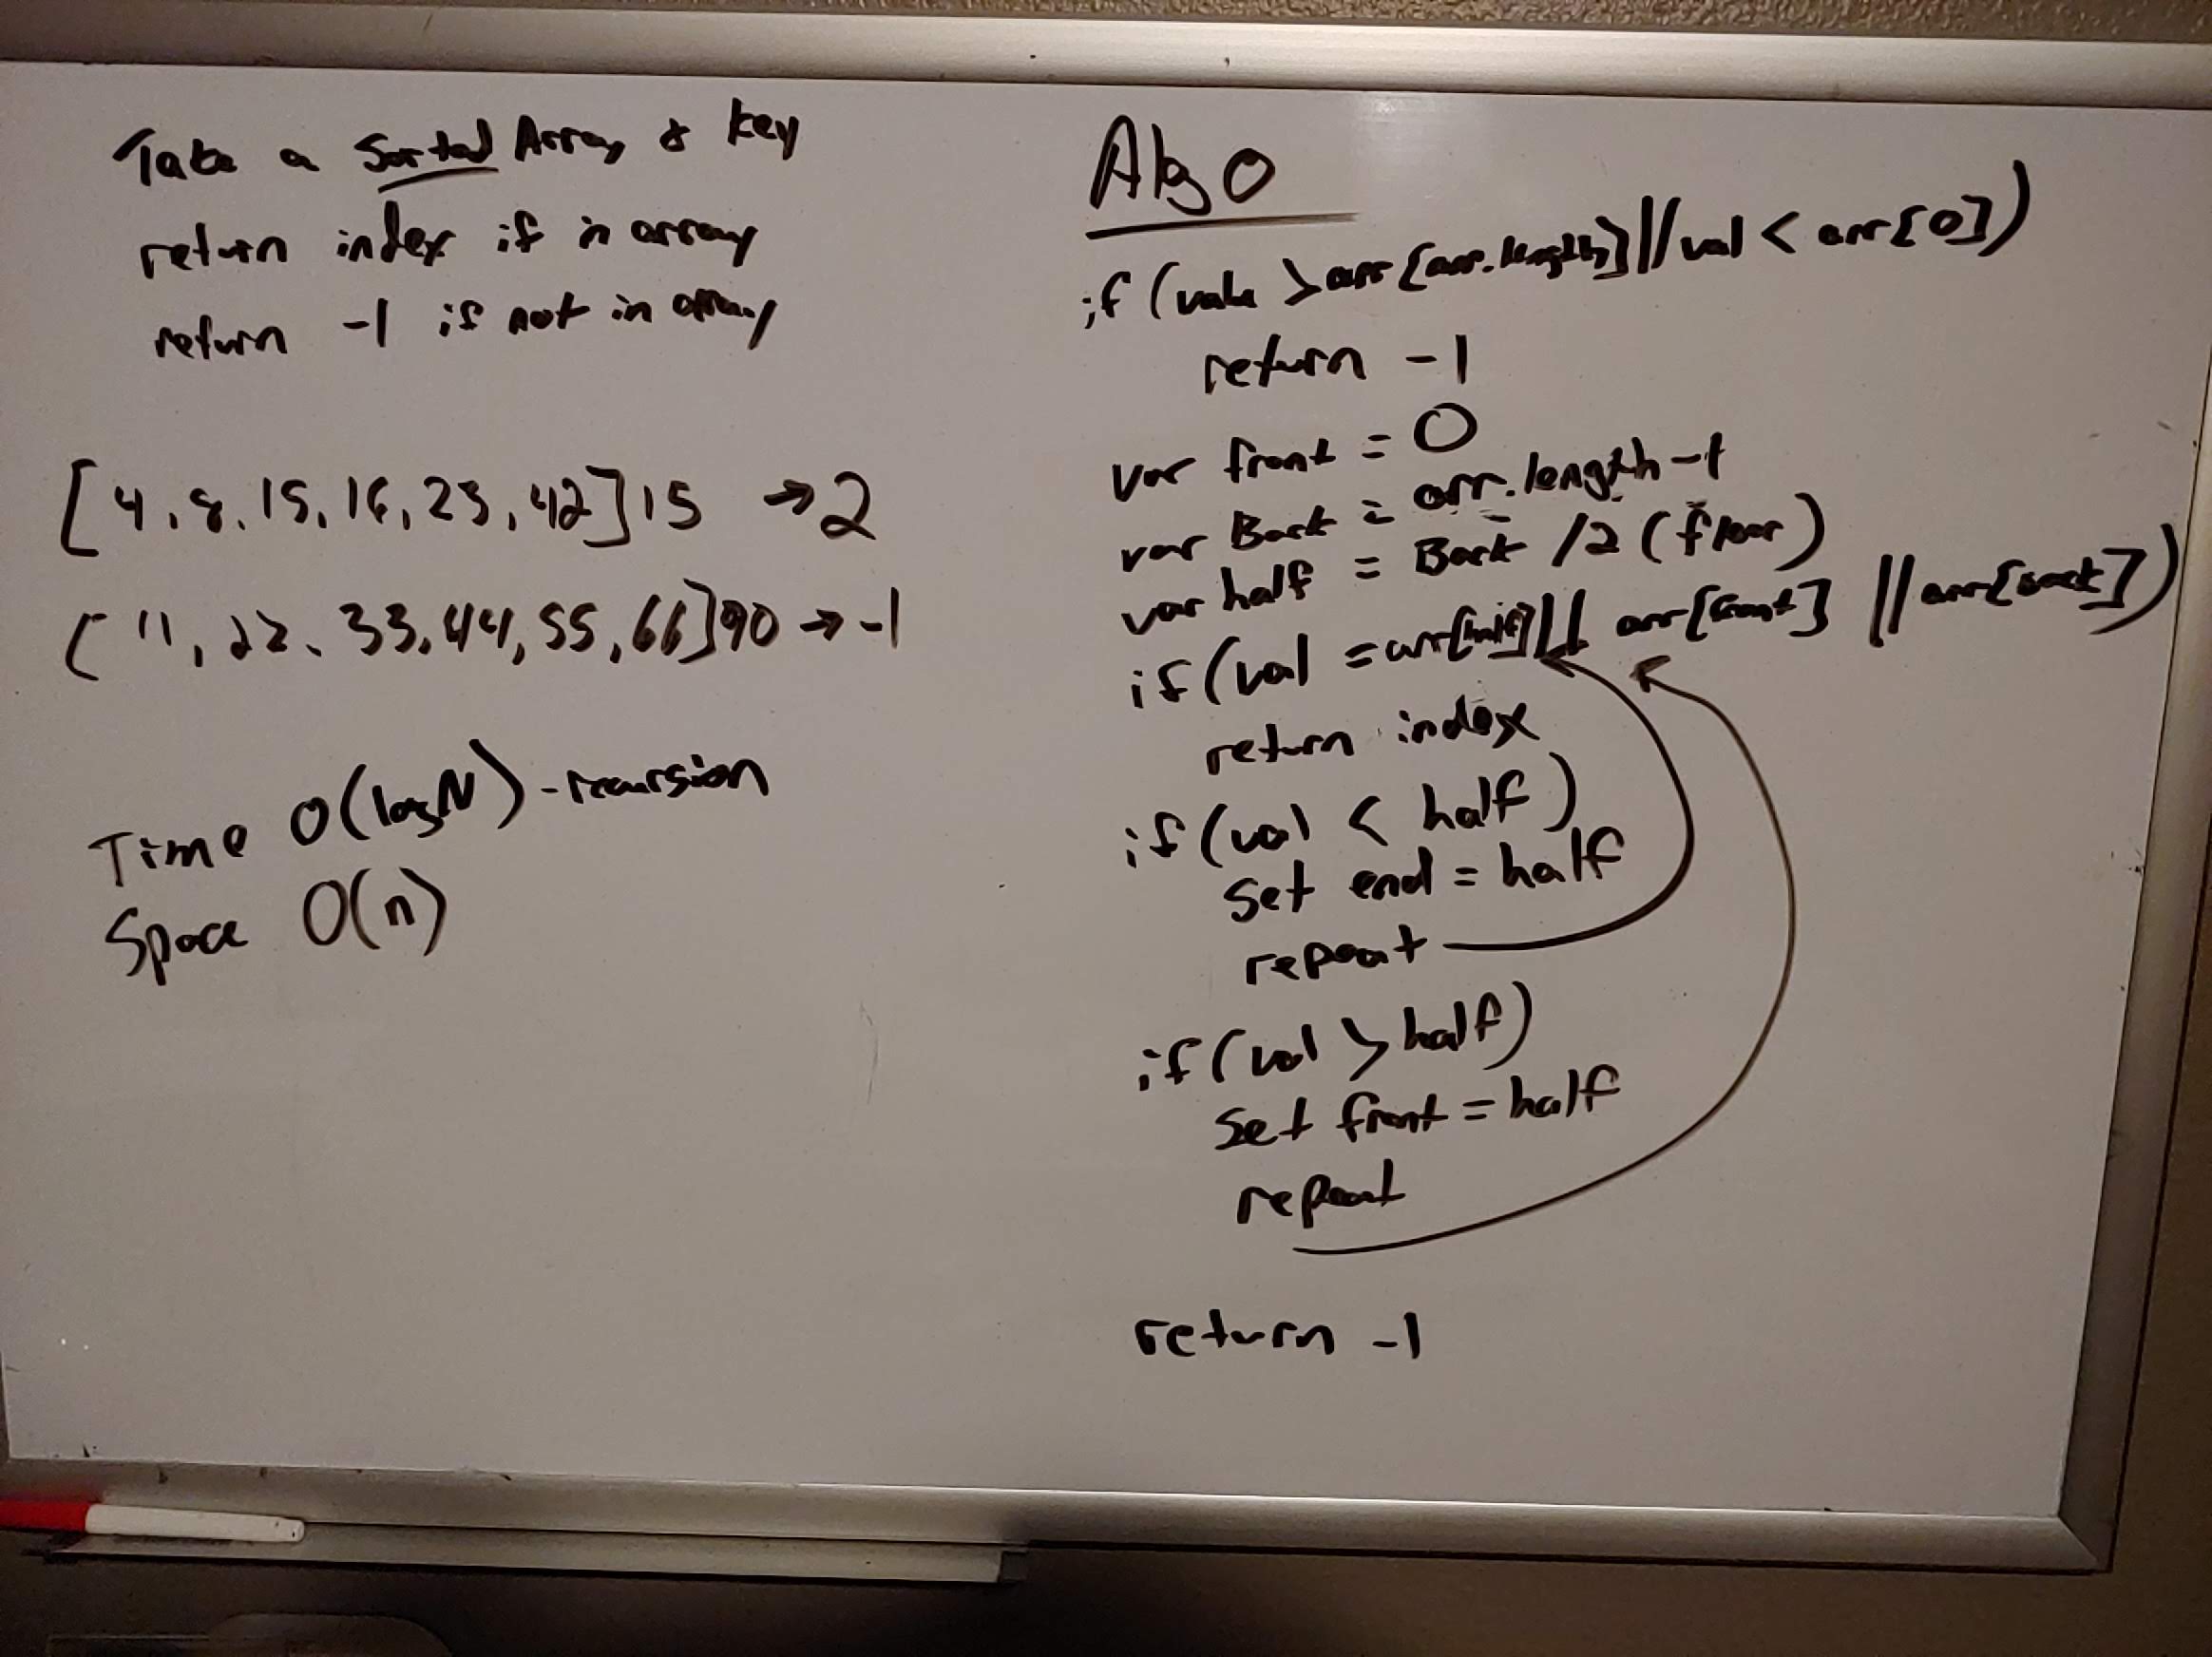 Take a Sorted Array & key
return index if in array
return -1 if not in array
[4, 8, 15, 16, 23, 42] 15 → 2
[11, 22, 33, 44, 55, 66] 90 → -1
Time O(logN) - recursion
Space O(n)
Algo
if (value > arr[arr.length] || val < arr[0])
return -1
var front = 0
var Back = arr.length -1
var half = Back /2 (floor)
if (val = arr[half] || arr[front] || arr[back])
return index
if (val < half)
Set end = half
repeat
if (val > half)
Set front = half
repeat
return -1